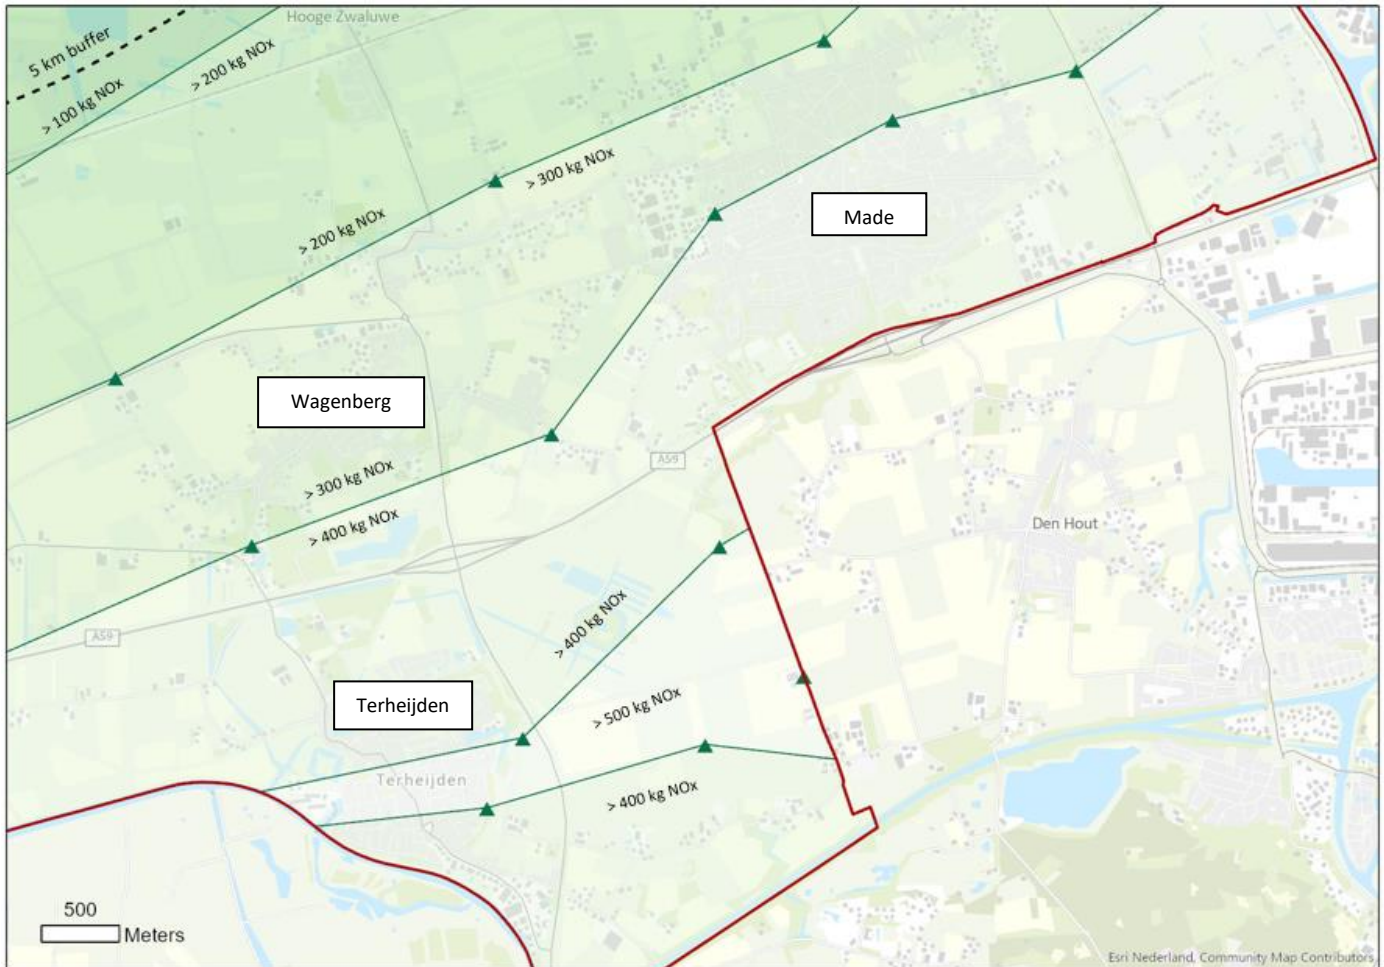 Hooge Zwaluwe
5 km buffer
> 200 kg NOx
> 100 kg NOx
> 300 kg NOx
> 200 kg NOx
Made
Wagenberg
A59
> 300 kg NOx
> 400 kg NOx
Den Hout
> 400 kg NOx
A59
Terheijden
> 500 kg NOx
Terheijden
> 400 kg NOx
500
Meters
Esri Nederland, Community Map Contributors